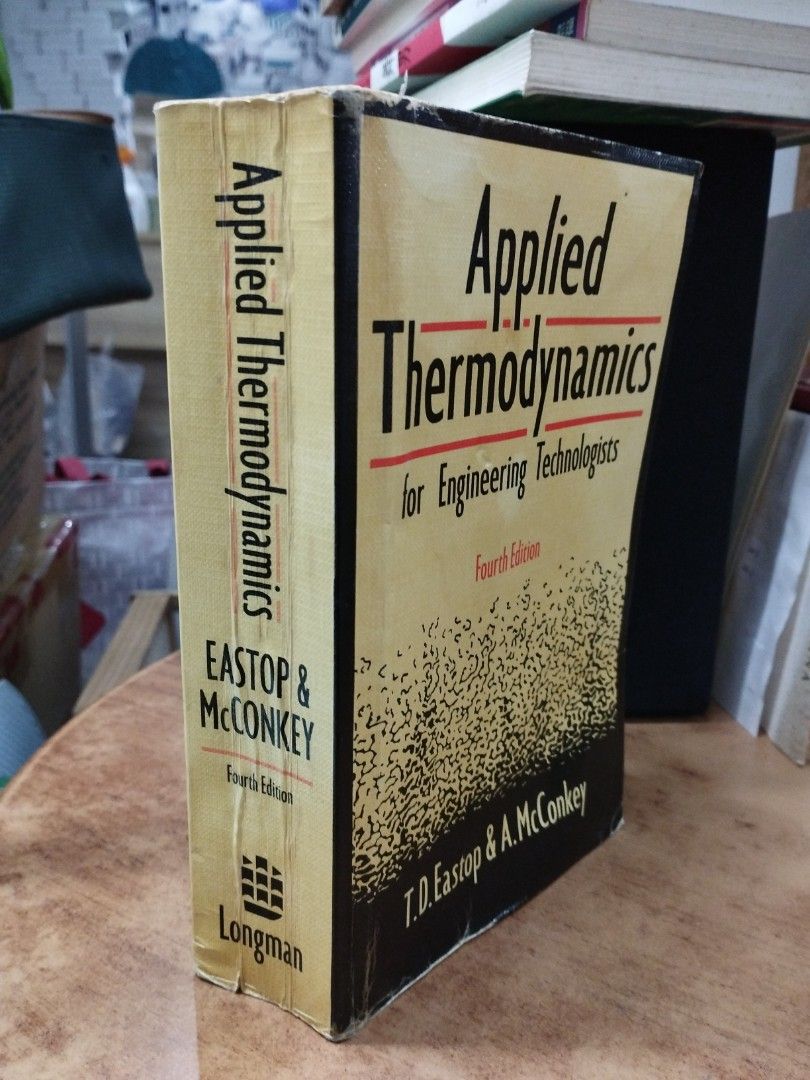 Applied Thermodynamics
EASTOP &
McCONKEY
Fourth Edition
Longman
Applied
Thermodynamics
for Engineering Technologists
Fourth Edition
T.D. Eastop & A. McConkey